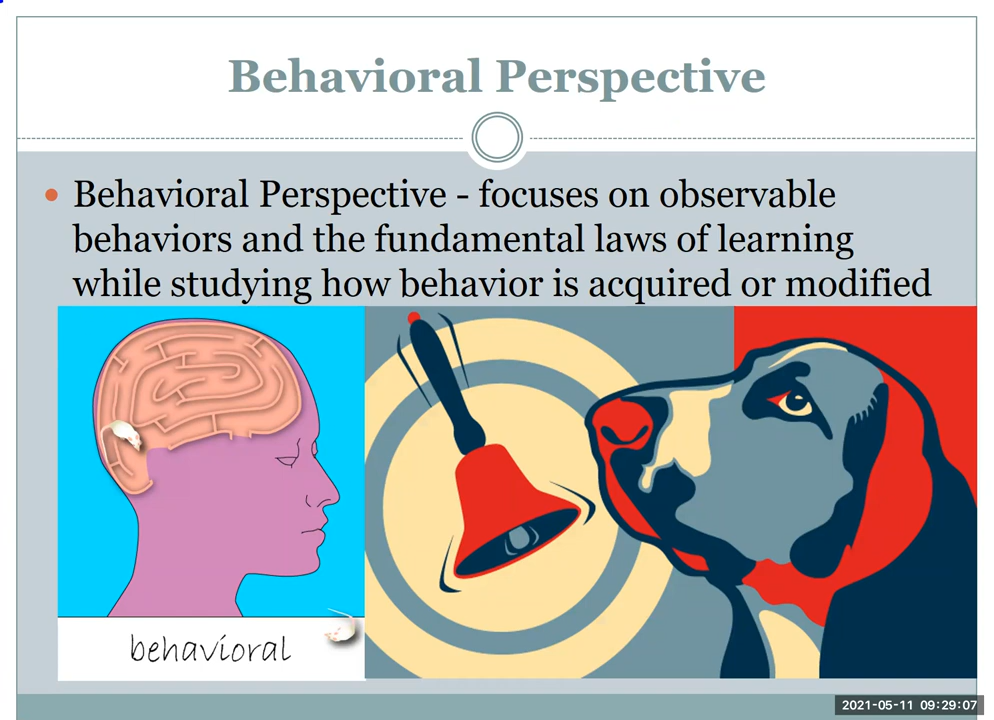 Behavioral Perspective
Behavioral Perspective - focuses on observable
behaviors and the fundamental laws of learning
while studying how behavior is acquired or modified
behavioral
2021-05-11 09:29:07